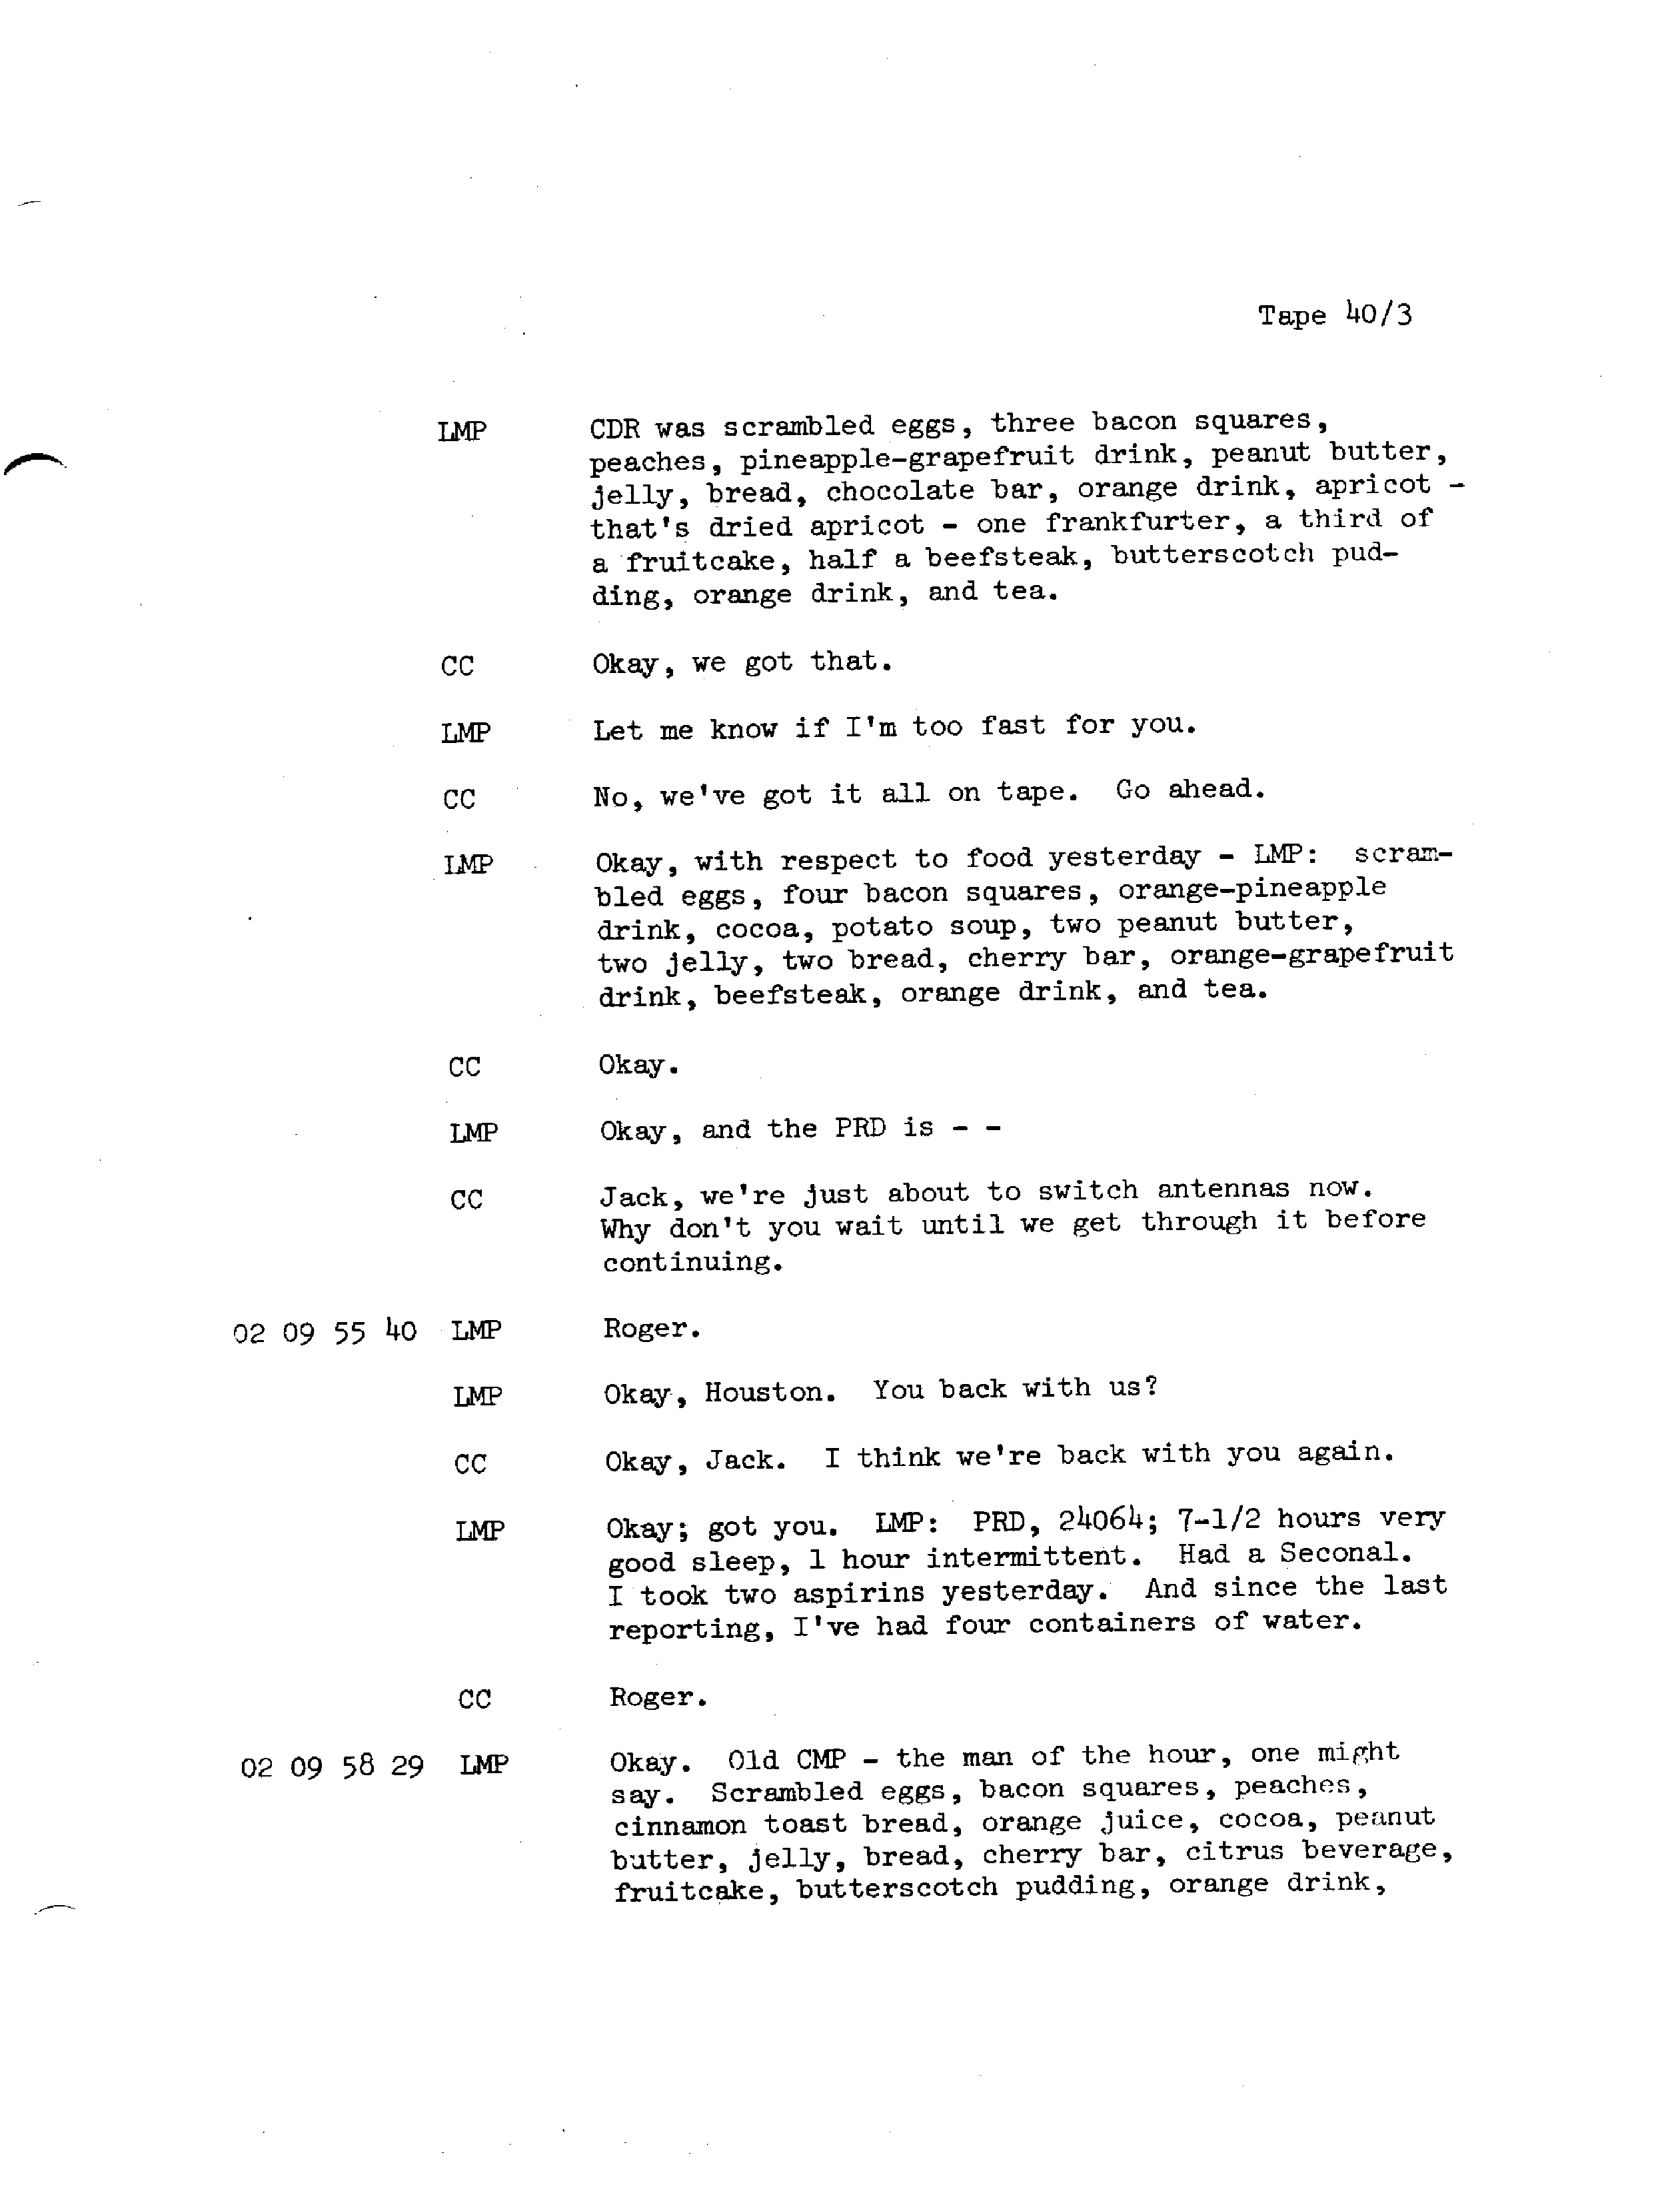 Tape 40/3
LMP CDR was scrambled eggs, three bacon squares,
peaches, pineapple-grapefruit drink, peanut butter,
jelly, bread, chocolate bar, orange drink, apricot -
that's dried apricot - one frankfurter, a third of
a fruitcake, half a beefsteak, butterscotch pud-
ding, orange drink, and tea.
CC Okay, we got that.
LMP Let me know if I'm too fast for you.
CC No, we've got it all on tape. Go ahead.
LMP Okay, with respect to food yesterday - LMP: scram-
bled eggs, four bacon squares, orange-pineapple
drink, cocoa, potato soup, two peanut butter,
two jelly, two bread, cherry bar, orange-grapefruit
drink, beefsteak, orange drink, and tea.
CC Okay.
LMP Okay, and the PRD is - -
CC Jack, we're just about to switch antennas now.
Why don't you wait until we get through it before
continuing.
02 09 55 40 LMP Roger.
LMP Okay, Houston. You back with us?
CC Okay, Jack. I think we're back with you again.
LMP Okay; got you. LMP: PRD, 24064; 7-1/2 hours very
good sleep, 1 hour intermittent. Had a Seconal.
I took two aspirins yesterday. And since the last
reporting, I've had four containers of water.
CC Roger.
02 09 58 29 LMP Okay. Old CMP - the man of the hour, one might
say. Scrambled eggs, bacon squares, peaches,
cinnamon toast bread, orange juice, cocoa, peanut
butter, jelly, bread, cherry bar, citrus beverage,
fruitcake, butterscotch pudding, orange drink,